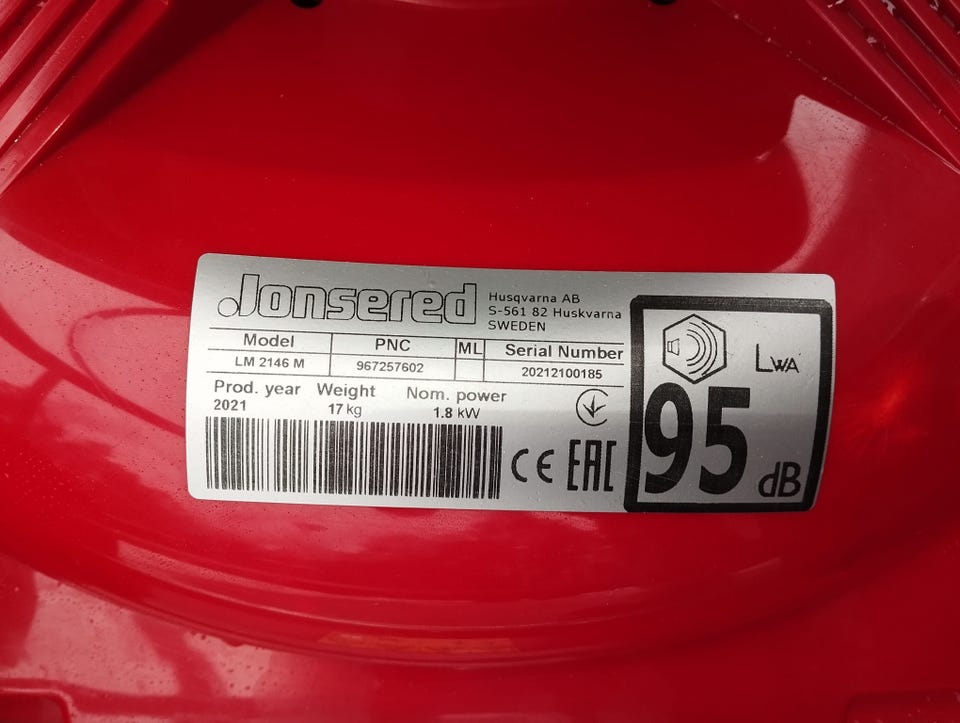 Jonsered
Husqvarna AB
S-561 82 Huskvarna
SWEDEN
Model PNC ML Serial Number
LM 2146 M 967257602 20212100185
Prod. year Weight Nom. power
2021 17 kg 1.8 kW
CE EAC
LWA
95 dB